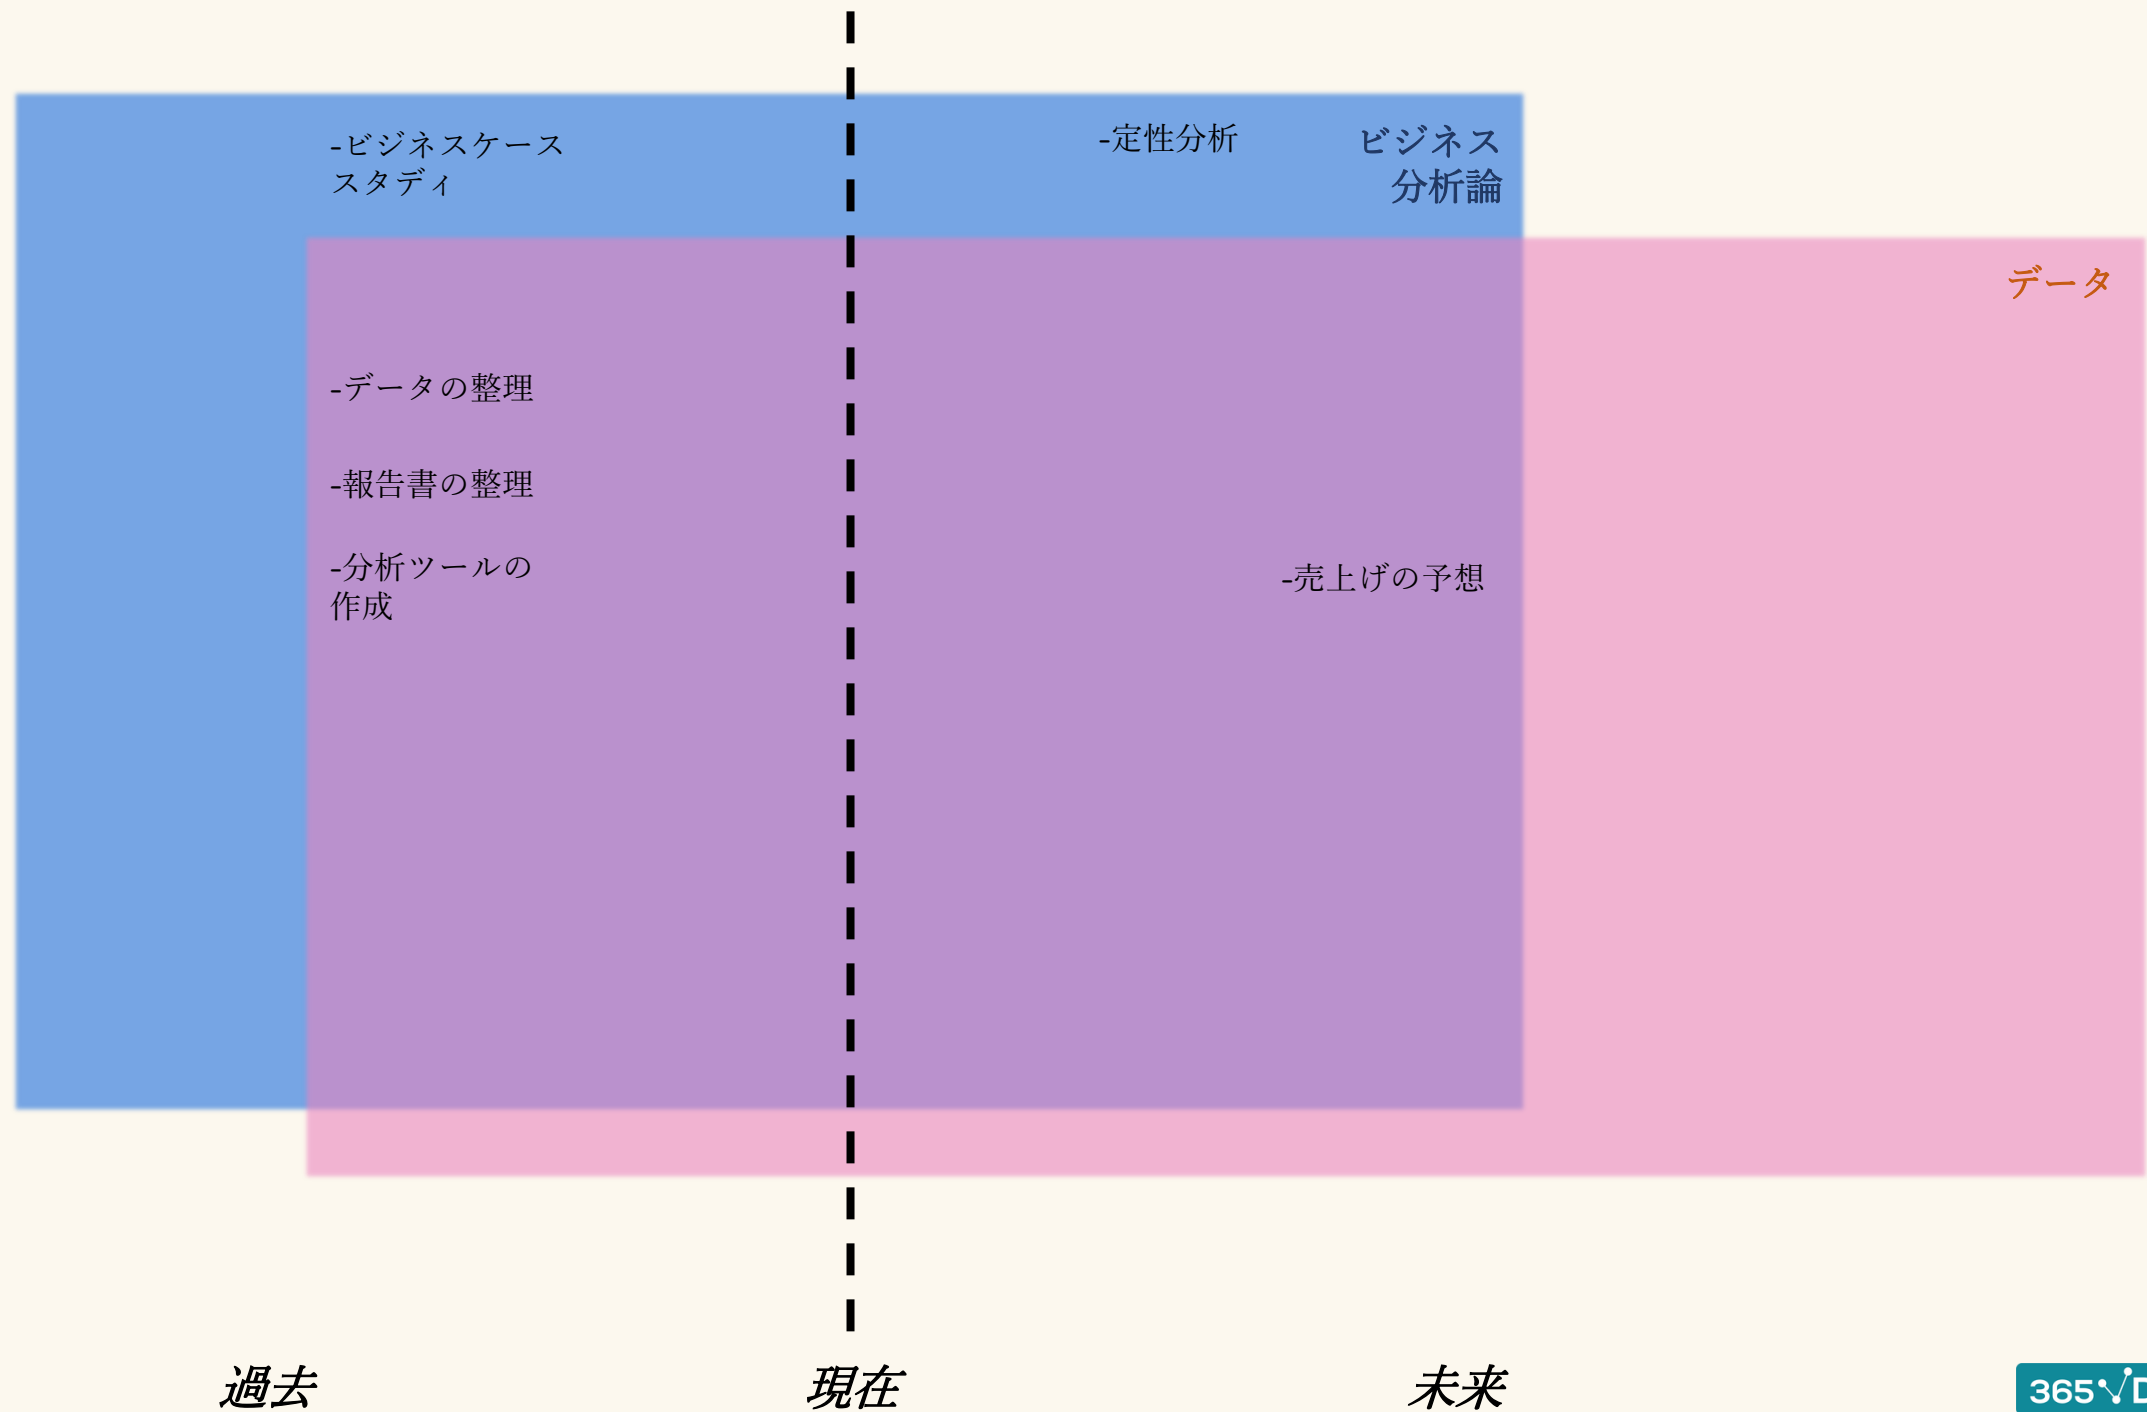 -ビジネスケース
スタディ
-定性分析
ビジネス
分析論
データ
-データの整理
-報告書の整理
-分析ツールの
作成
-売上げの予想
過去
現在
未来
365